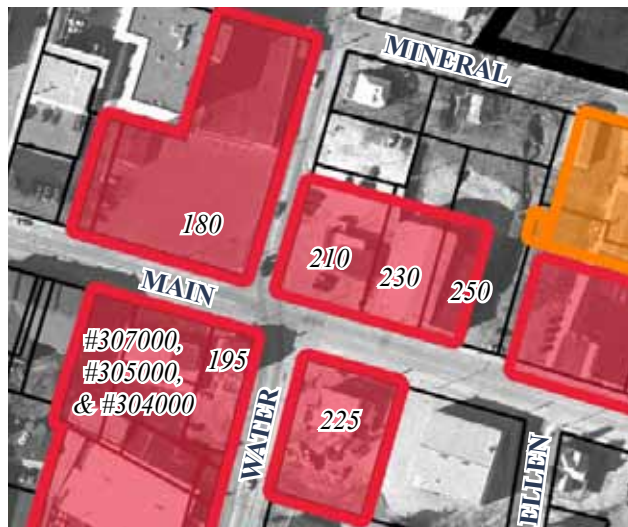 MINERAL
180
210
230
250
MAIN
#307000,
#305000,
& #304000
195
225
WATER
ELLEN